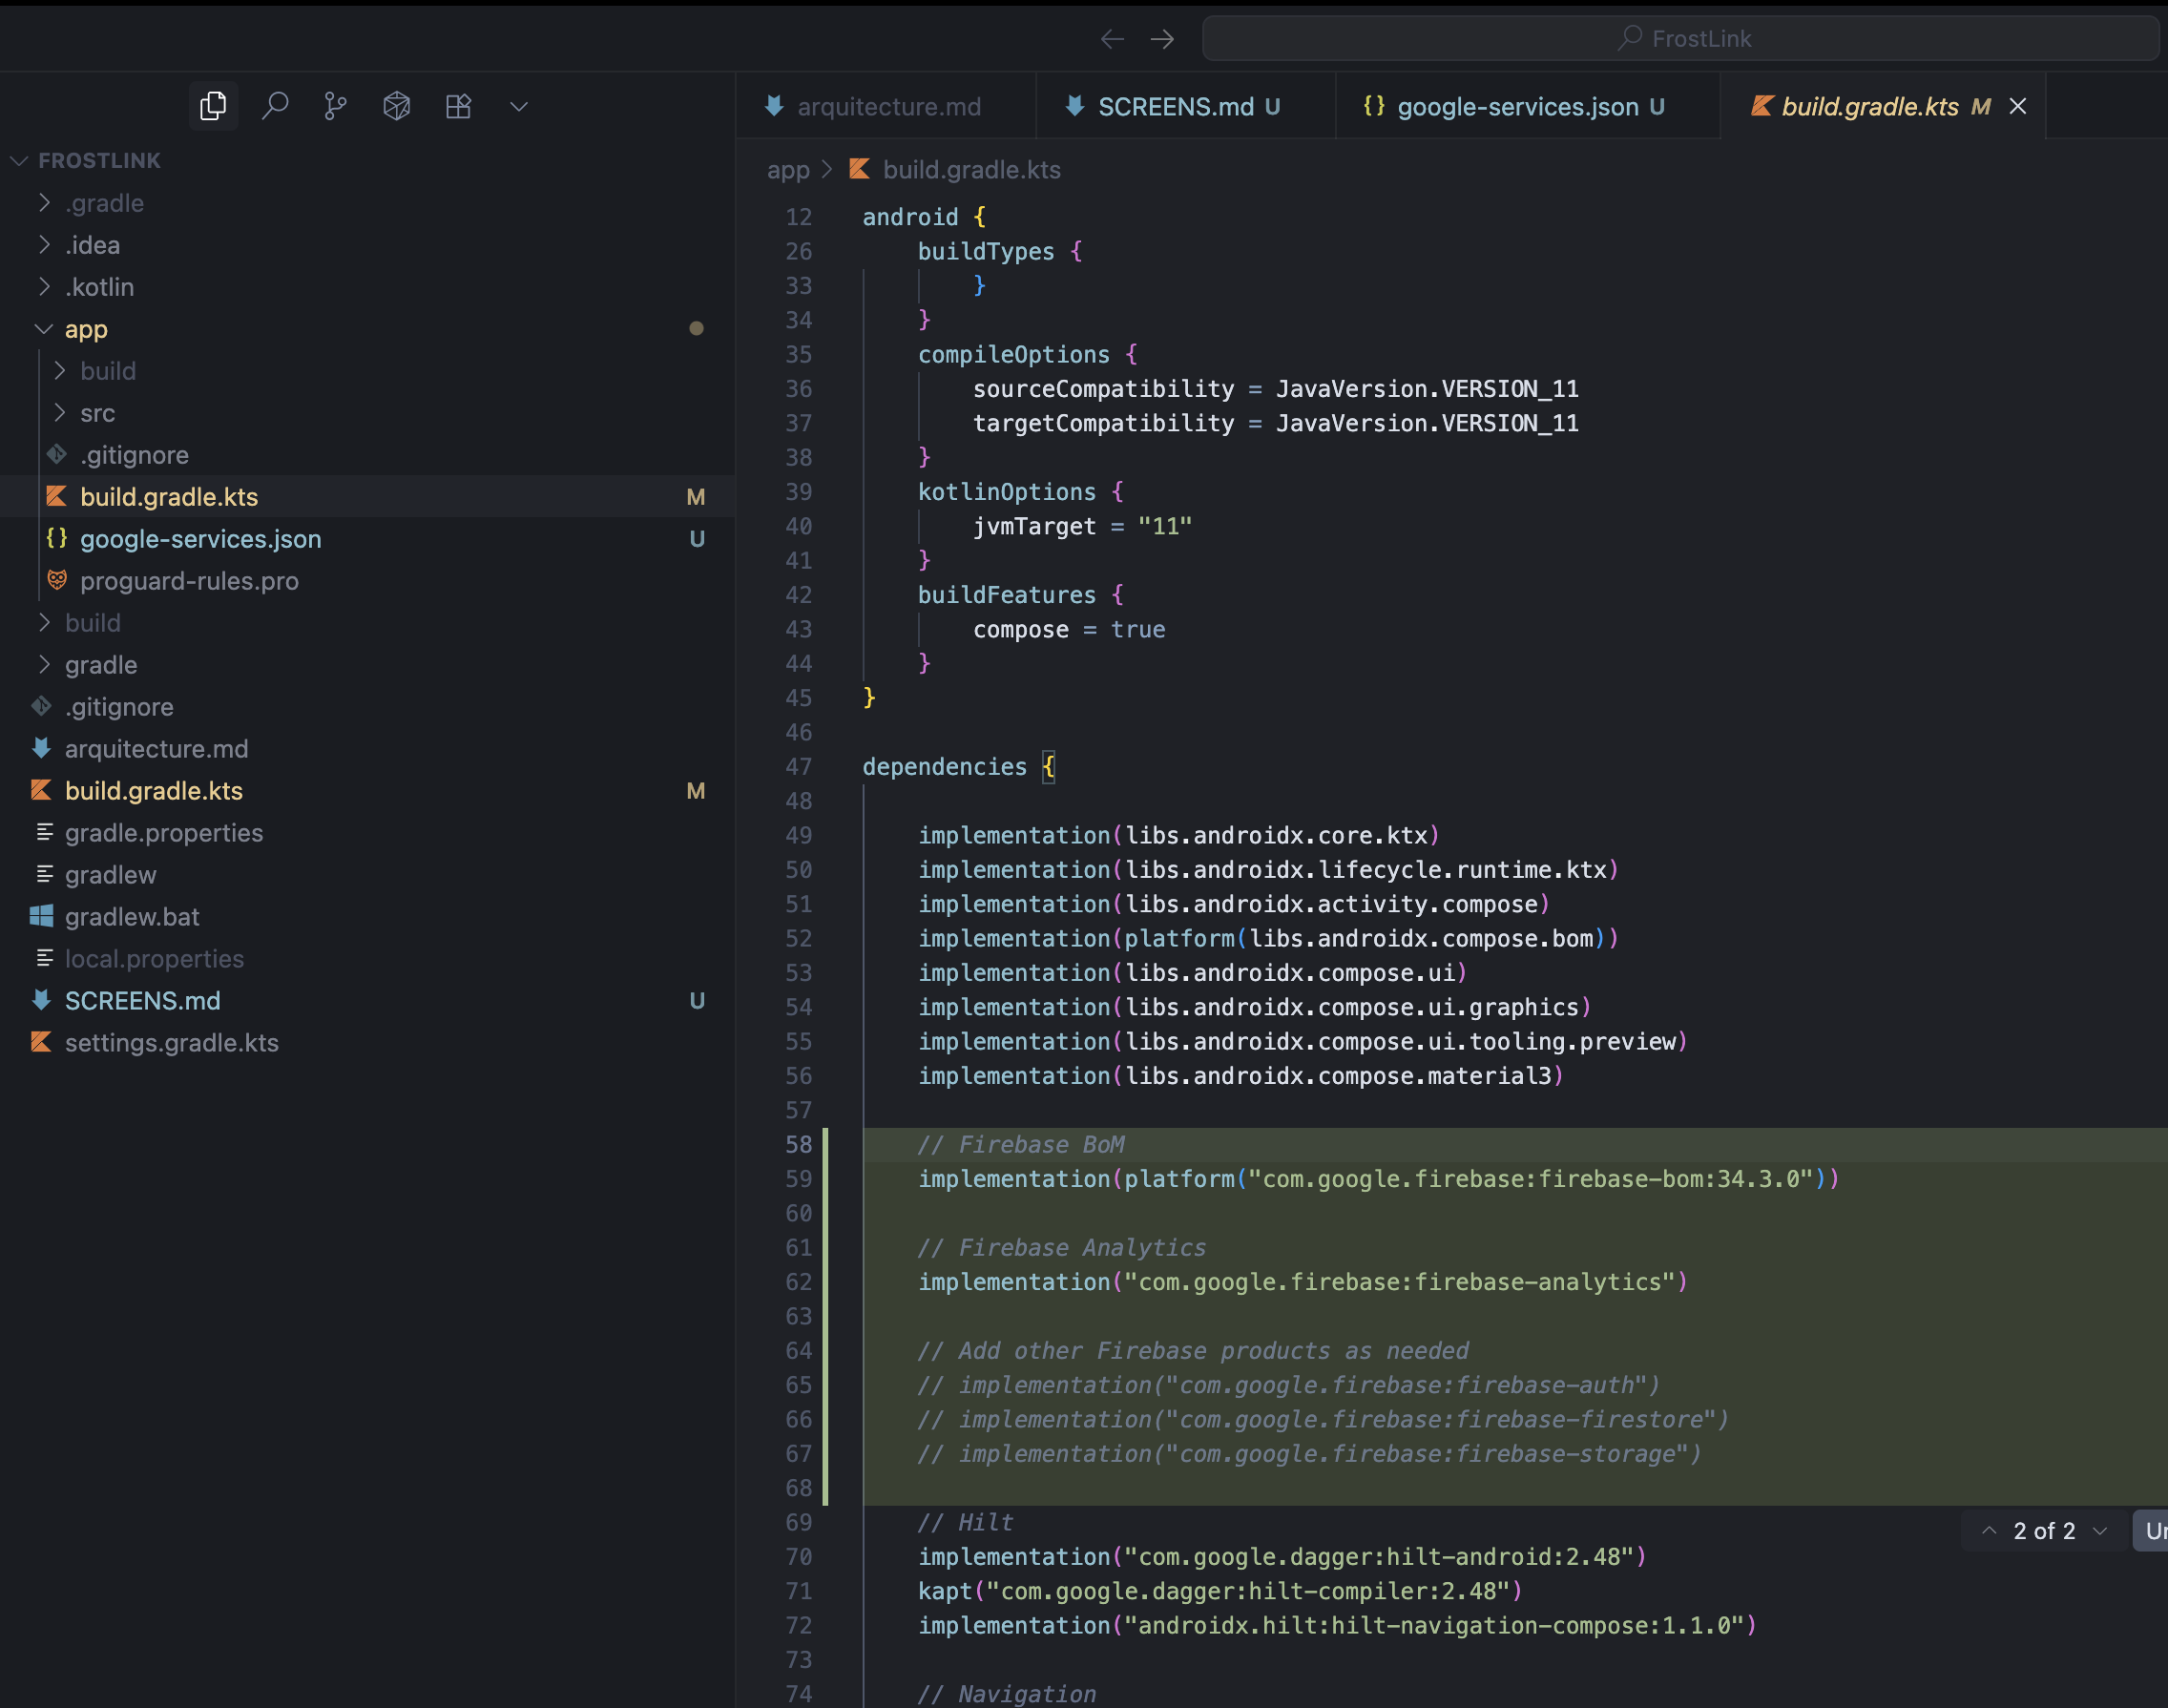 FrostLink
FROSTLINK
.gradle
.idea
.kotlin
app
build
src
.gitignore
build.gradle.kts M
google-services.json U
proguard-rules.pro
build
gradle
.gitignore
arquitecture.md
build.gradle.kts M
gradle.properties
gradlew
gradlew.bat
local.properties
SCREENS.md U
settings.gradle.kts
arquitecture.md SCREENS.md U google-services.json U build.gradle.kts M
app > build.gradle.kts
12 android {
26 buildTypes {
33 }
34 }
35 compileOptions {
36 sourceCompatibility = JavaVersion.VERSION_11
37 targetCompatibility = JavaVersion.VERSION_11
38 }
39 kotlinOptions {
40 jvmTarget = "11"
41 }
42 buildFeatures {
43 compose = true
44 }
45 }
46
47 dependencies {
48
49 implementation(libs.androidx.core.ktx)
50 implementation(libs.androidx.lifecycle.runtime.ktx)
51 implementation(libs.androidx.activity.compose)
52 implementation(platform(libs.androidx.compose.bom))
53 implementation(libs.androidx.compose.ui)
54 implementation(libs.androidx.compose.ui.graphics)
55 implementation(libs.androidx.compose.ui.tooling.preview)
56 implementation(libs.androidx.compose.material3)
57
58 // Firebase BoM
59 implementation(platform("com.google.firebase:firebase-bom:34.3.0"))
60
61 // Firebase Analytics
62 implementation("com.google.firebase:firebase-analytics")
63
64 // Add other Firebase products as needed
65 // implementation("com.google.firebase:firebase-auth")
66 // implementation("com.google.firebase:firebase-firestore")
67 // implementation("com.google.firebase:firebase-storage")
68
69 // Hilt
70 implementation("com.google.dagger:hilt-android:2.48")
71 kapt("com.google.dagger:hilt-compiler:2.48")
72 implementation("androidx.hilt:hilt-navigation-compose:1.1.0")
73
74 // Navigation
2 of 2